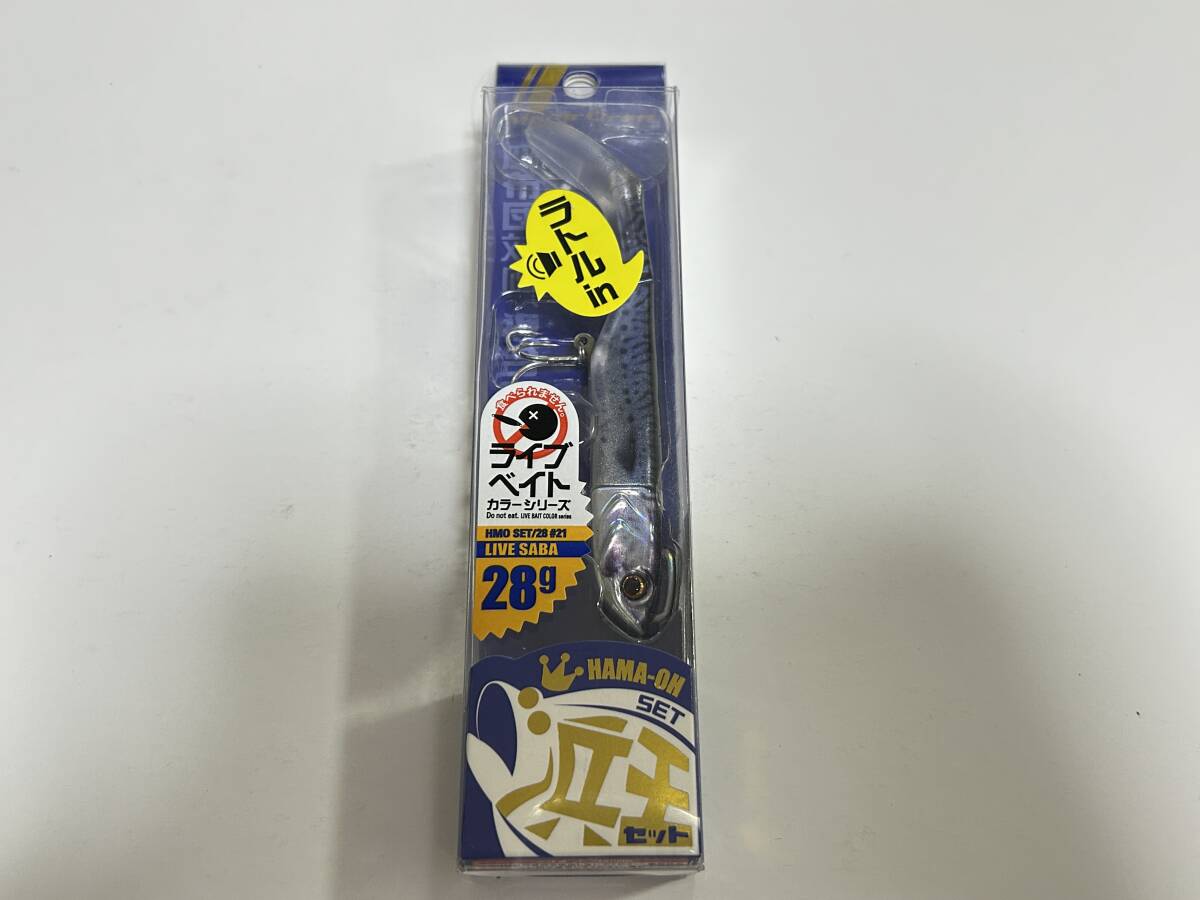 ラトル
in
食べられません。
ライブ
ベイト
カラーシリーズ
Do not eat. LIVE BAIT COLOR series
HMO SET/28 #21
LIVE SABA
28g
HAMA-OH
SET
浜王
セット